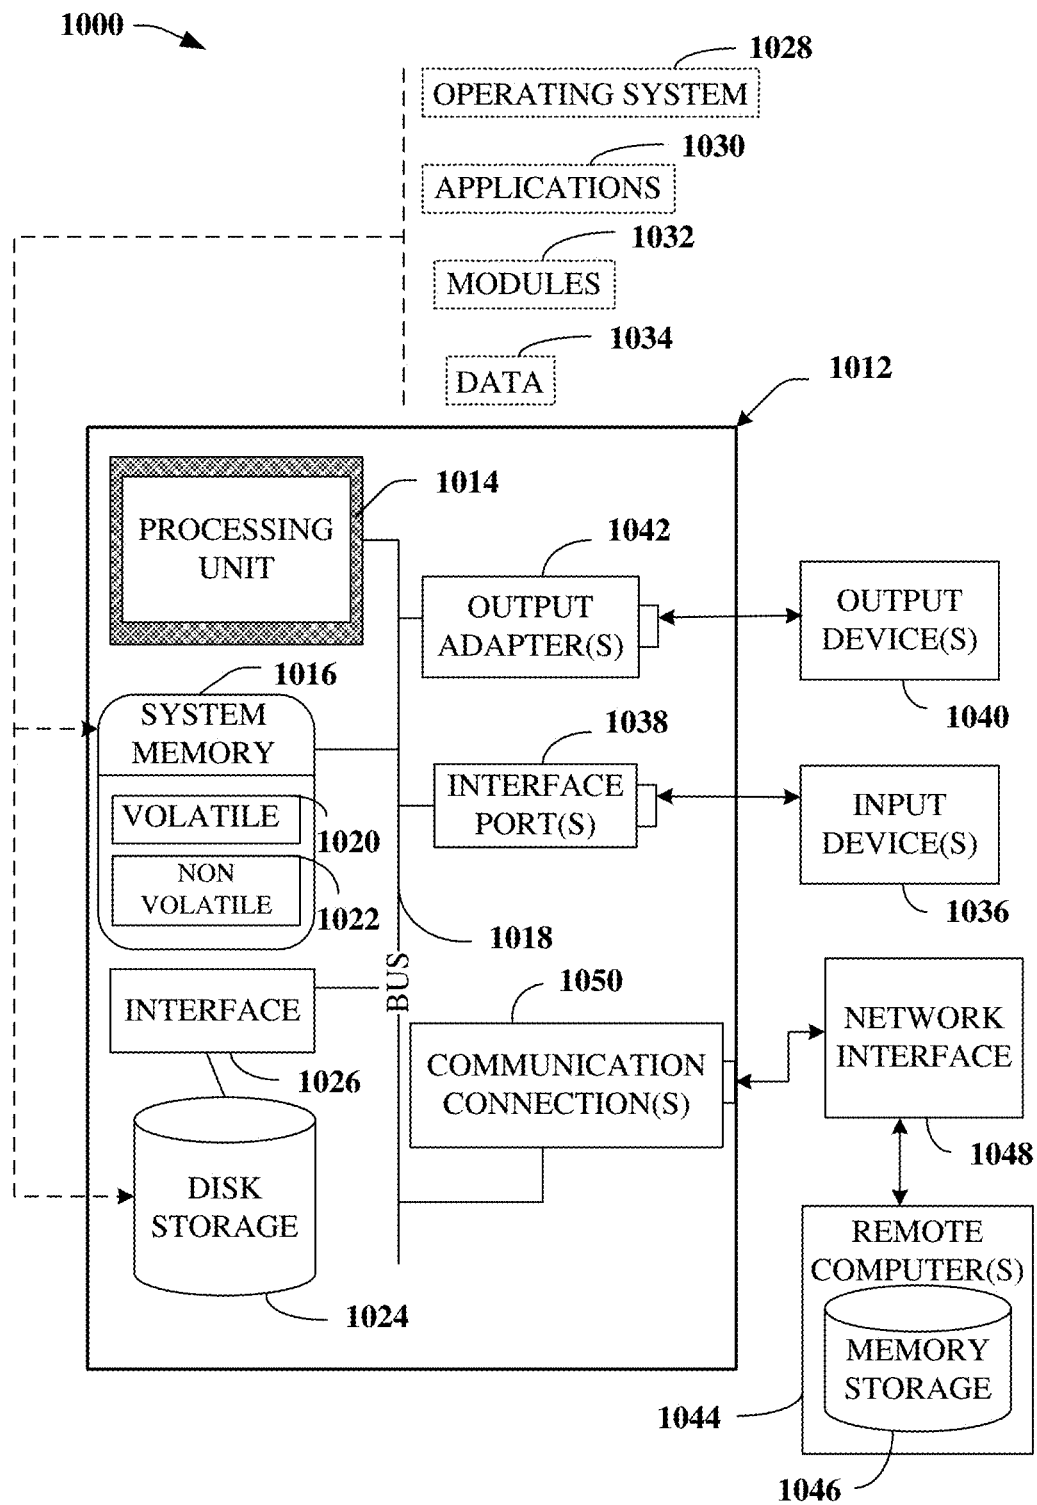 1000
1028
OPERATING SYSTEM
1030
APPLICATIONS
1032
MODULES
1034
DATA
1012
1014
PROCESSING
UNIT
1042
OUTPUT
ADAPTER(S)
OUTPUT
DEVICE(S)
1040
1016
SYSTEM
MEMORY
1038
INTERFACE
PORT(S)
INPUT
DEVICE(S)
1036
VOLATILE
1020
NON
VOLATILE
1022
1018
BUS
INTERFACE
1026
1050
COMMUNICATION
CONNECTION(S)
NETWORK
INTERFACE
1048
DISK
STORAGE
1024
REMOTE
COMPUTER(S)
MEMORY
STORAGE
1044
1046